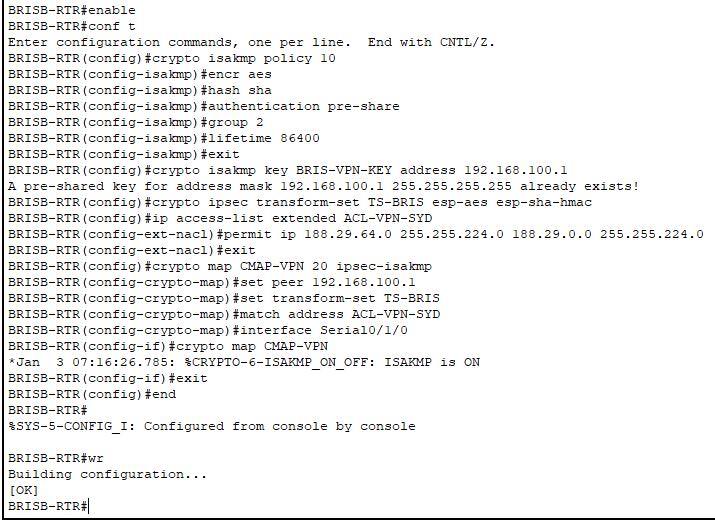 BRISB-RTR#enable
BRISB-RTR#conf t
Enter configuration commands, one per line.  End with CNTL/Z.
BRISB-RTR(config)#crypto isakmp policy 10
BRISB-RTR(config-isakmp)#encr aes
BRISB-RTR(config-isakmp)#hash sha
BRISB-RTR(config-isakmp)#authentication pre-share
BRISB-RTR(config-isakmp)#group 2
BRISB-RTR(config-isakmp)#lifetime 86400
BRISB-RTR(config-isakmp)#exit
BRISB-RTR(config)#crypto isakmp key BRIS-VPN-KEY address 192.168.100.1
A pre-shared key for address mask 192.168.100.1 255.255.255.255 already exists!
BRISB-RTR(config)#crypto ipsec transform-set TS-BRIS esp-aes esp-sha-hmac
BRISB-RTR(config)#ip access-list extended ACL-VPN-SYD
BRISB-RTR(config-ext-nacl)#permit ip 188.29.64.0 255.255.224.0 188.29.0.0 255.255.224.0
BRISB-RTR(config-ext-nacl)#exit
BRISB-RTR(config)#crypto map CMAP-VPN 20 ipsec-isakmp
BRISB-RTR(config-crypto-map)#set peer 192.168.100.1
BRISB-RTR(config-crypto-map)#set transform-set TS-BRIS
BRISB-RTR(config-crypto-map)#match address ACL-VPN-SYD
BRISB-RTR(config-crypto-map)#interface Serial0/1/0
BRISB-RTR(config-if)#crypto map CMAP-VPN
*Jan  3 07:16:26.785: %CRYPTO-6-ISAKMP_ON_OFF: ISAKMP is ON
BRISB-RTR(config-if)#exit
BRISB-RTR(config)#end
BRISB-RTR#
%SYS-5-CONFIG_I: Configured from console by console
BRISB-RTR#wr
Building configuration...
[OK]
BRISB-RTR#